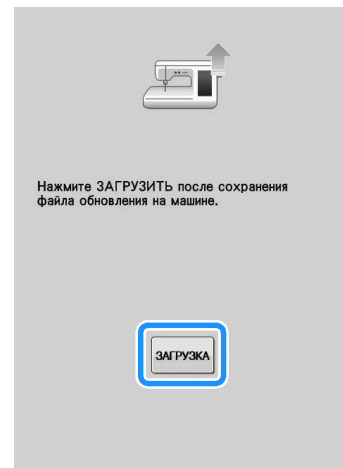 Нажмите ЗАГРУЗИТЬ после сохранения
файла обновления на машине.
ЗАГРУЗКА